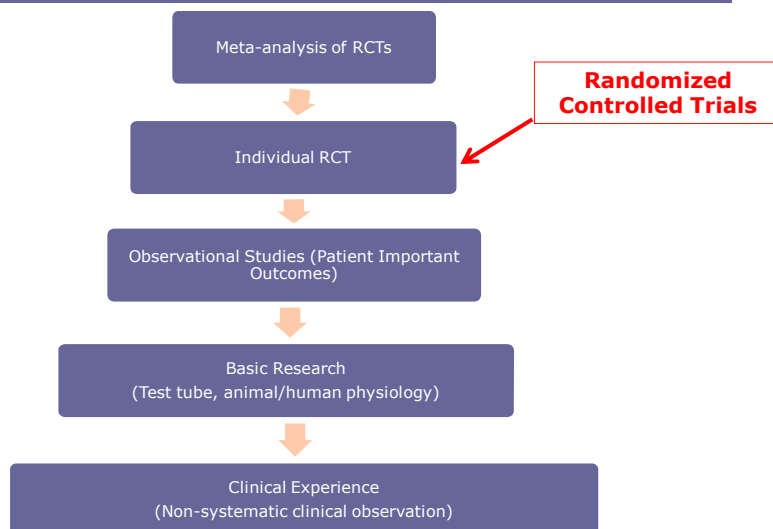 Meta-analysis of RCTs
Randomized
Controlled Trials
Individual RCT
Observational Studies (Patient Important
Outcomes)
Basic Research
(Test tube, animal/human physiology)
Clinical Experience
(Non-systematic clinical observation)